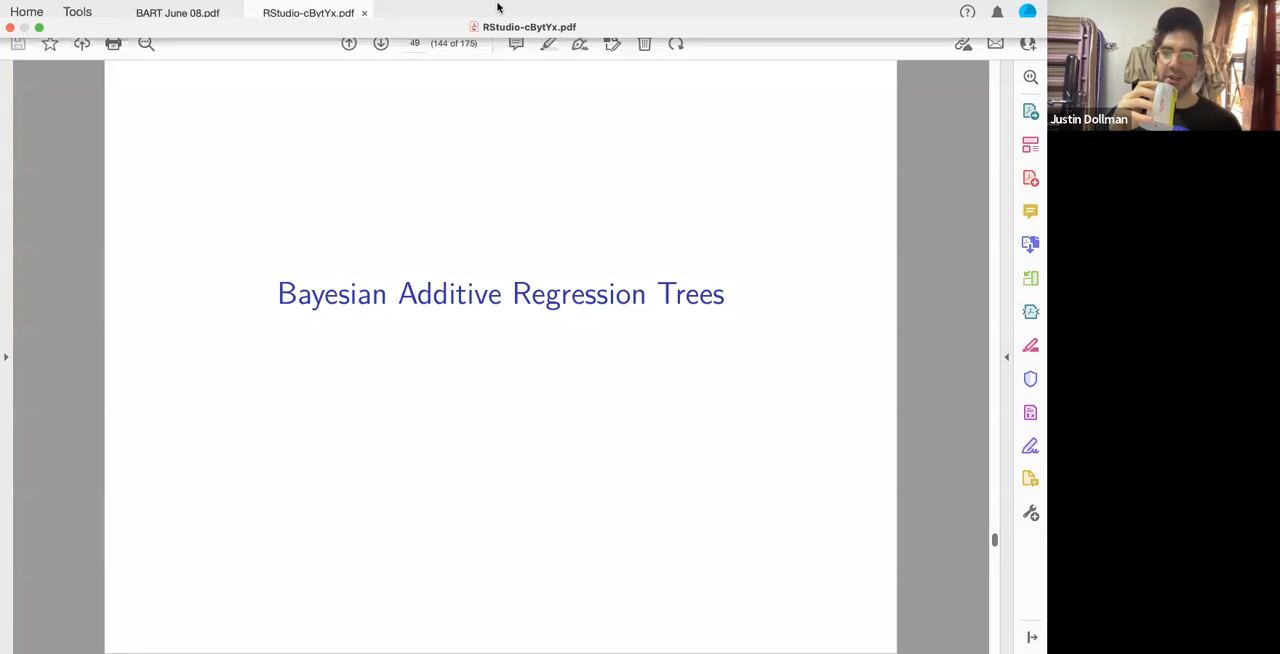 Home Tools BART June 08.pdf RStudio-cBytYx.pdf ×
RStudio-cBytYx.pdf
49 (144 of 175)
Bayesian Additive Regression Trees
Justin Dollman